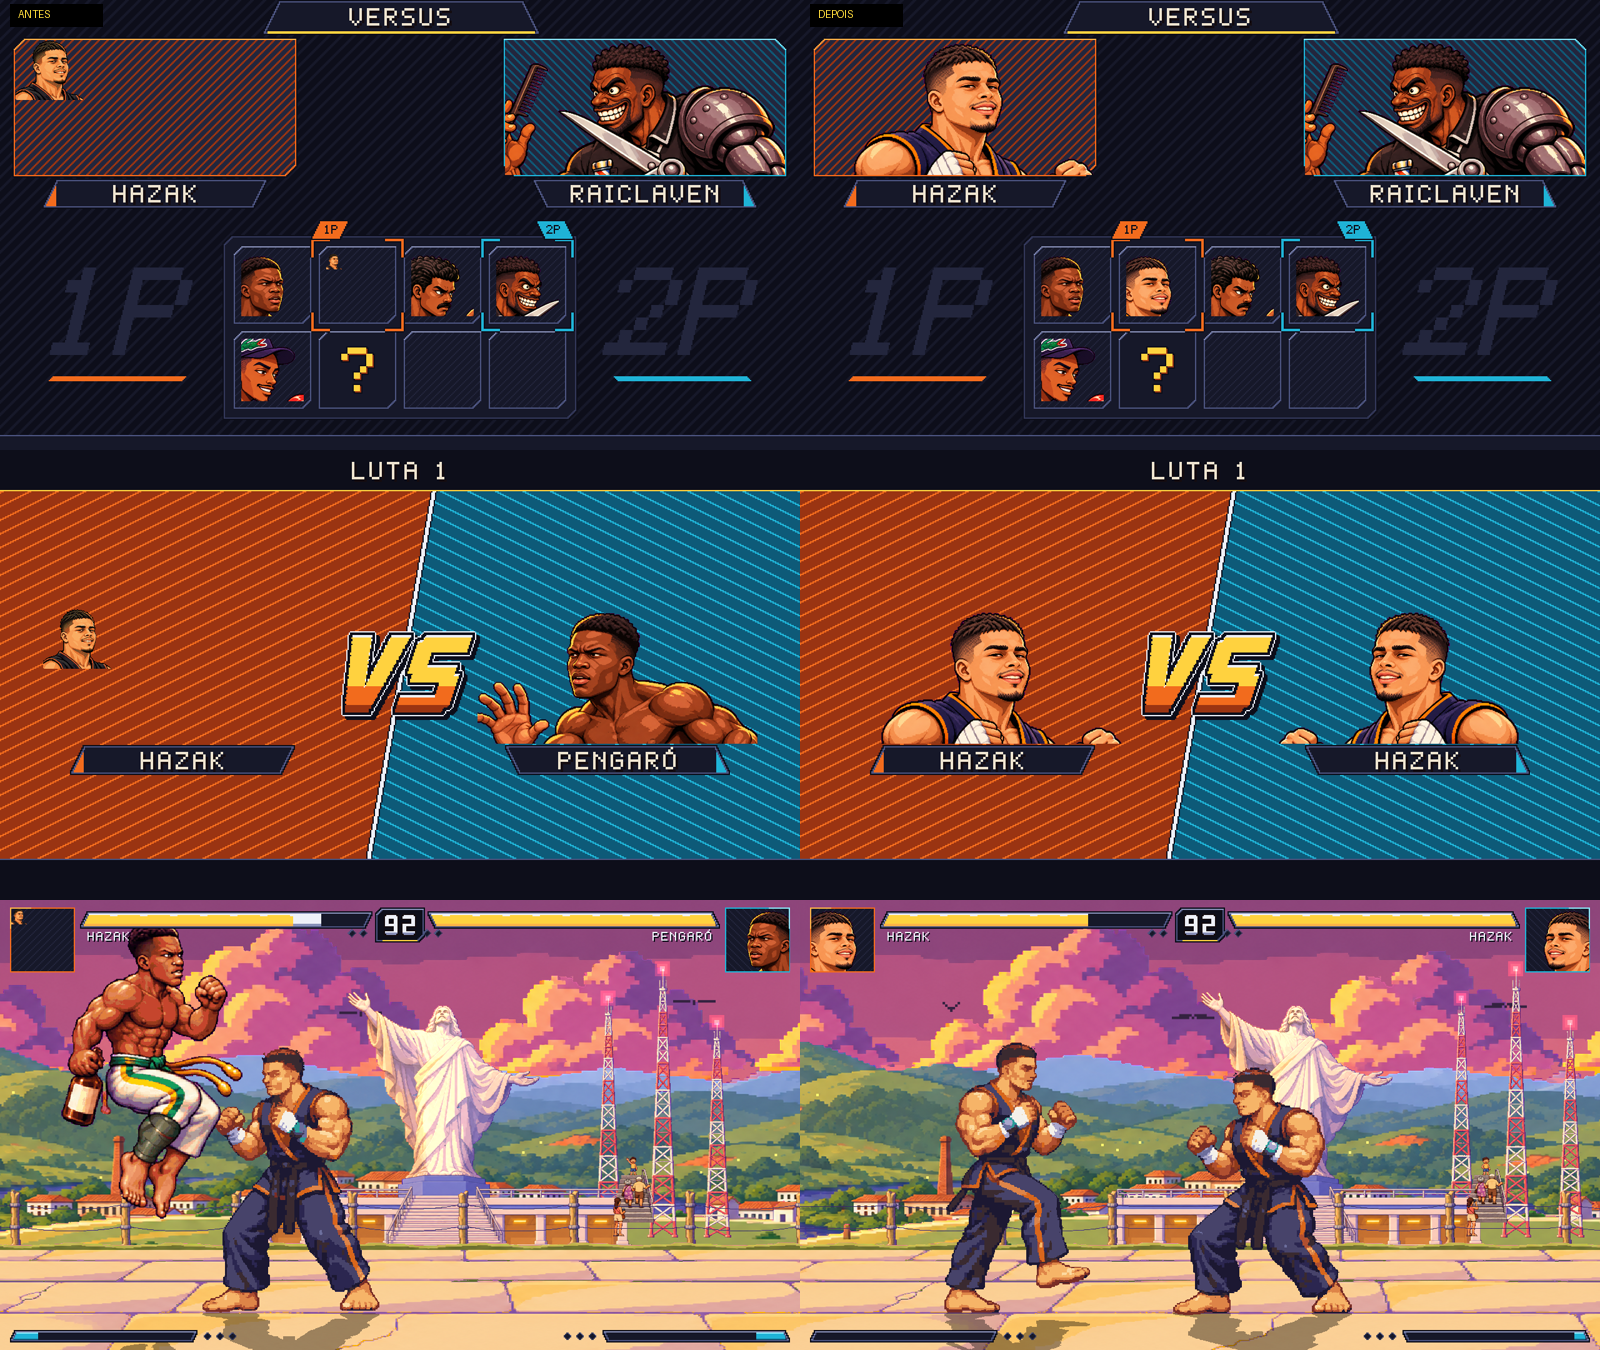 ANTES
VERSUS
HAZAK
RAICLAVEN
1P
2P
1P
2P
?
LUTA 1
VS
HAZAK
PENGARÓ
92
HAZAK
PENGARÓ
DEPOIS
VERSUS
HAZAK
RAICLAVEN
1P
2P
1P
2P
?
LUTA 1
VS
HAZAK
HAZAK
92
HAZAK
HAZAK